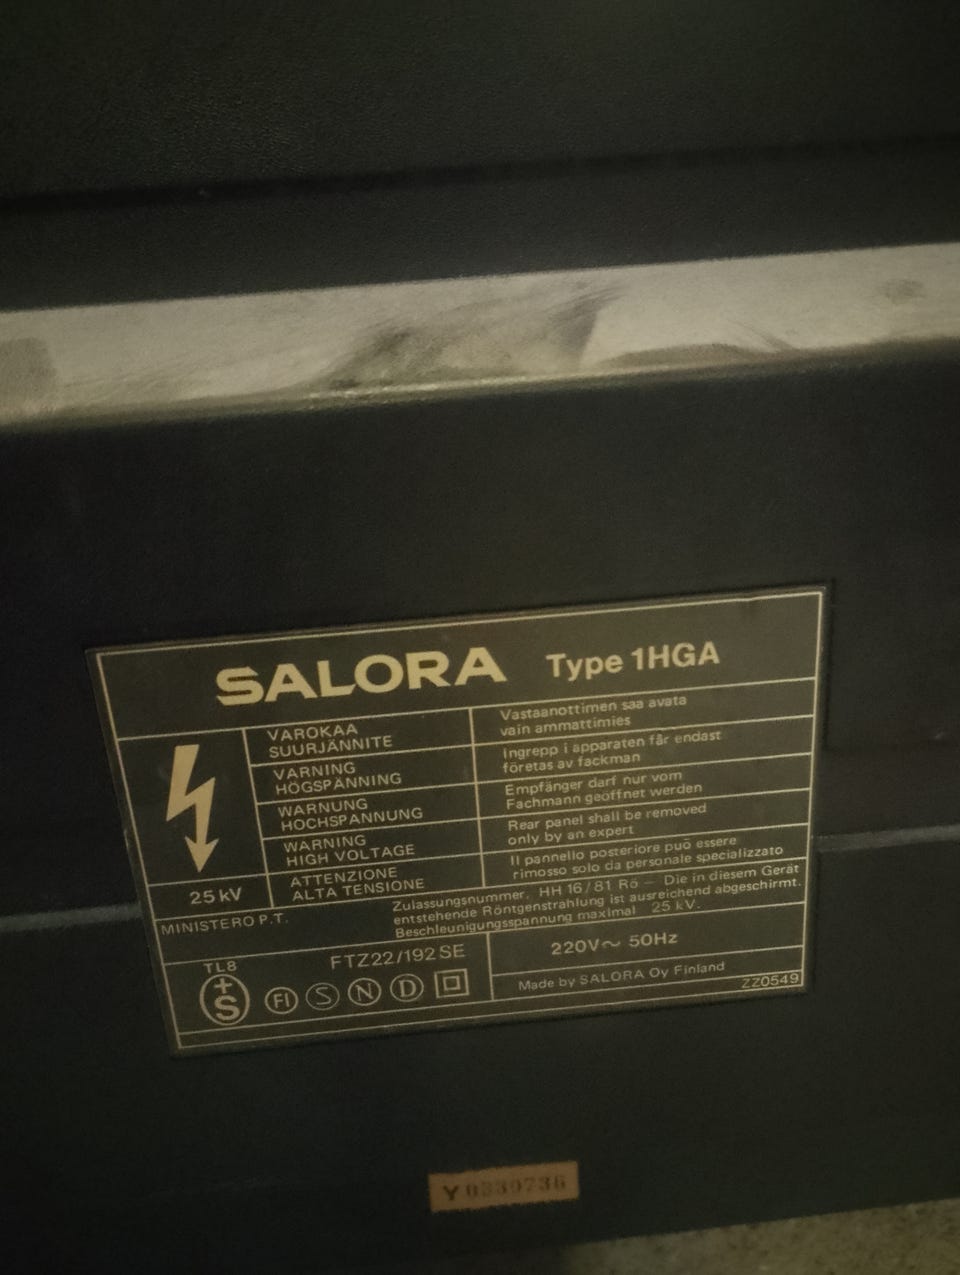 SALORA Type 1HGA
VAROKAA
SUURJÄNNITE
Vastaanottimen saa avata
vain ammattimies
VARNING
HÖGSPÄNNING
Ingrepp i apparaten får endast
företas av fackman
WARNUNG
HOCHSPANNUNG
Empfänger darf nur vom
Fachmann geöffnet werden
WARNING
HIGH VOLTAGE
Rear panel shall be removed
only by an expert
25 kV
ATTENZIONE
ALTA TENSIONE
Il pannello posteriore può essere
rimosso solo da personale specializzato
MINISTERO P.T.
Zulassungsnummer. HH 16/81 Rö — Die in diesem Gerät
entstehende Röntgenstrahlung ist ausreichend abgeschirmt.
Beschleunigungsspannung maximal 25 kV.
TL8
FTZ22/192 SE
+S FI S N D
220V~ 50Hz
Made by SALORA Oy Finland
ZZ0549